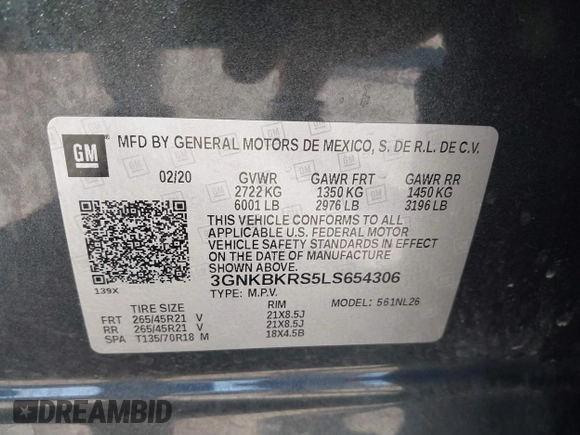 GM
MFD BY GENERAL MOTORS DE MEXICO, S. DE R.L. DE C.V.
02/20 GVWR GAWR FRT GAWR RR
2722 KG 1350 KG 1450 KG
6001 LB 2976 LB 3196 LB
THIS VEHICLE CONFORMS TO ALL
APPLICABLE U.S. FEDERAL MOTOR
VEHICLE SAFETY STANDARDS IN EFFECT
ON THE DATE OF MANUFACTURE
SHOWN ABOVE.
3GNKBKRS5LS654306
139X
TYPE: M.P.V. MODEL: 561NL26
TIRE SIZE RIM
FRT 265/45R21 V 21X8.5J
RR 265/45R21 V 21X8.5J
SPA T135/70R18 M 18X4.5B
DREAMBID